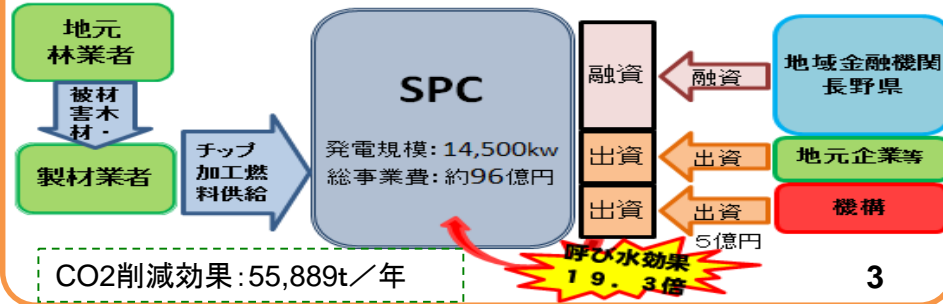 地元
林業者
被材
害木
材・
製材業者
チップ
加工燃
料供給
SPC
発電規模：14,500kw
総事業費：約96億円
融資
出資
出資
融資
出資
出資
5億円
地域金融機関
長野県
地元企業等
機構
呼び水効果
１９．３倍
CO2削減効果：55,889t／年
3